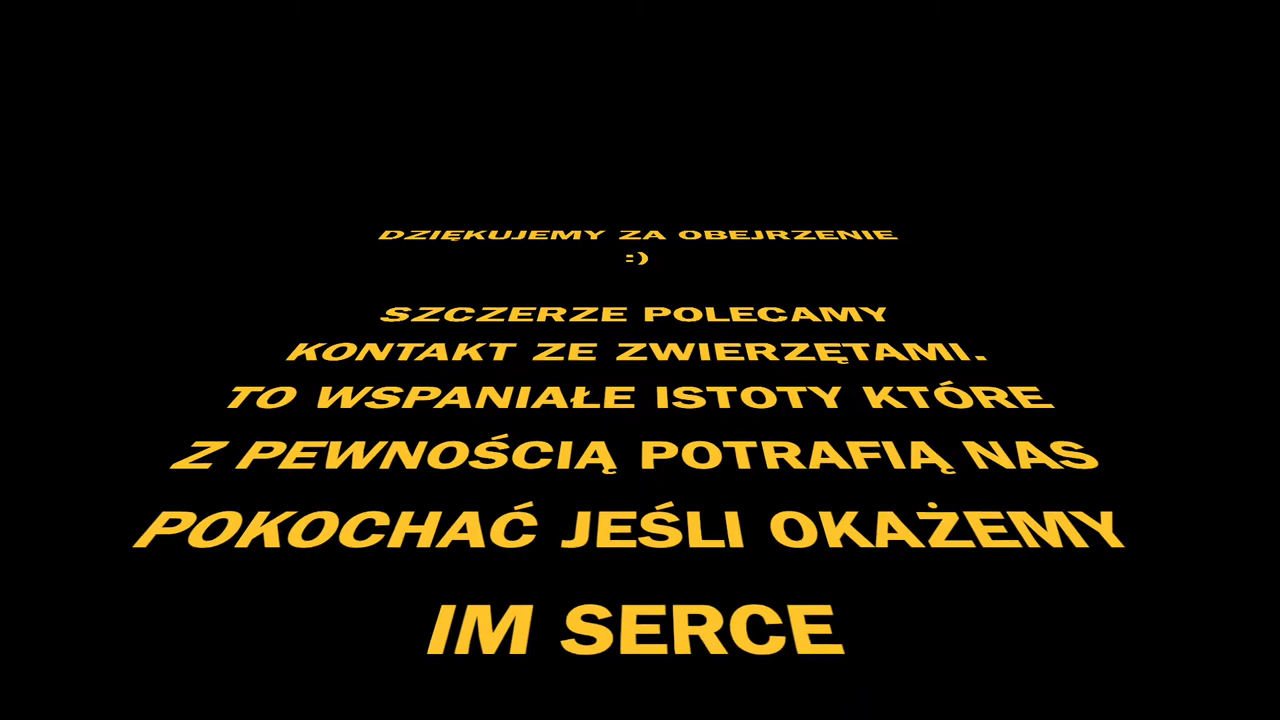 DZIĘKUJEMY ZA OBEJRZENIE
:)
SZCZERZE POLECAMY
KONTAKT ZE ZWIERZĘTAMI.
TO WSPANIAŁE ISTOTY KTÓRE
Z PEWNOŚCIĄ POTRAFIĄ NAS
POKOCHAĆ JEŚLI OKAŻEMY
IM SERCE